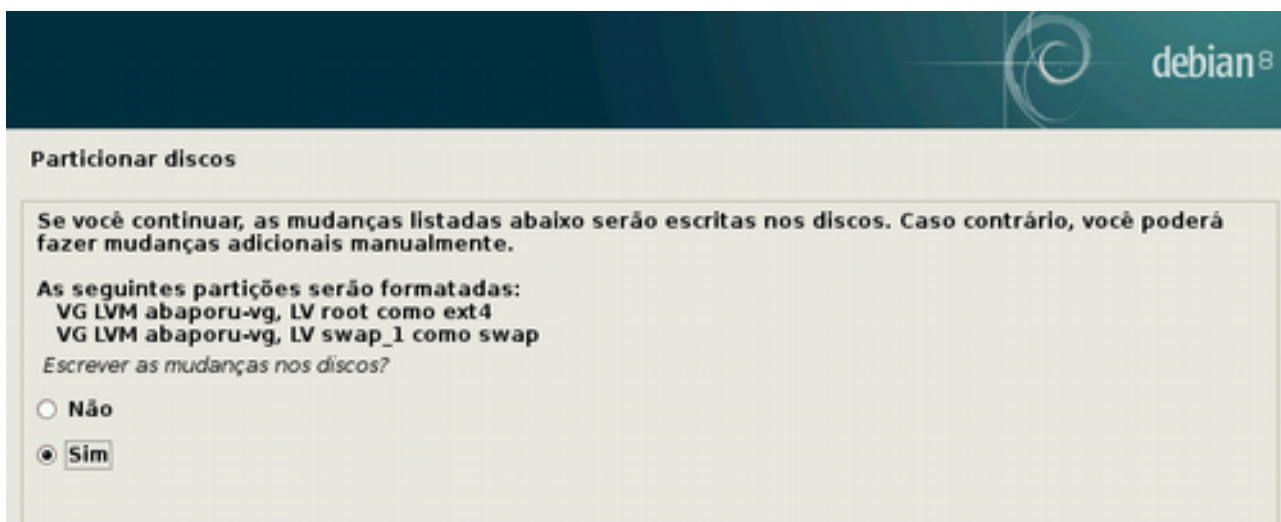 debian 8
Particionar discos
Se você continuar, as mudanças listadas abaixo serão escritas nos discos. Caso contrário, você poderá
fazer mudanças adicionais manualmente.
As seguintes partições serão formatadas:
VG LVM abaporu-vg, LV root como ext4
VG LVM abaporu-vg, LV swap_1 como swap
Escrever as mudanças nos discos?
Não
Sim